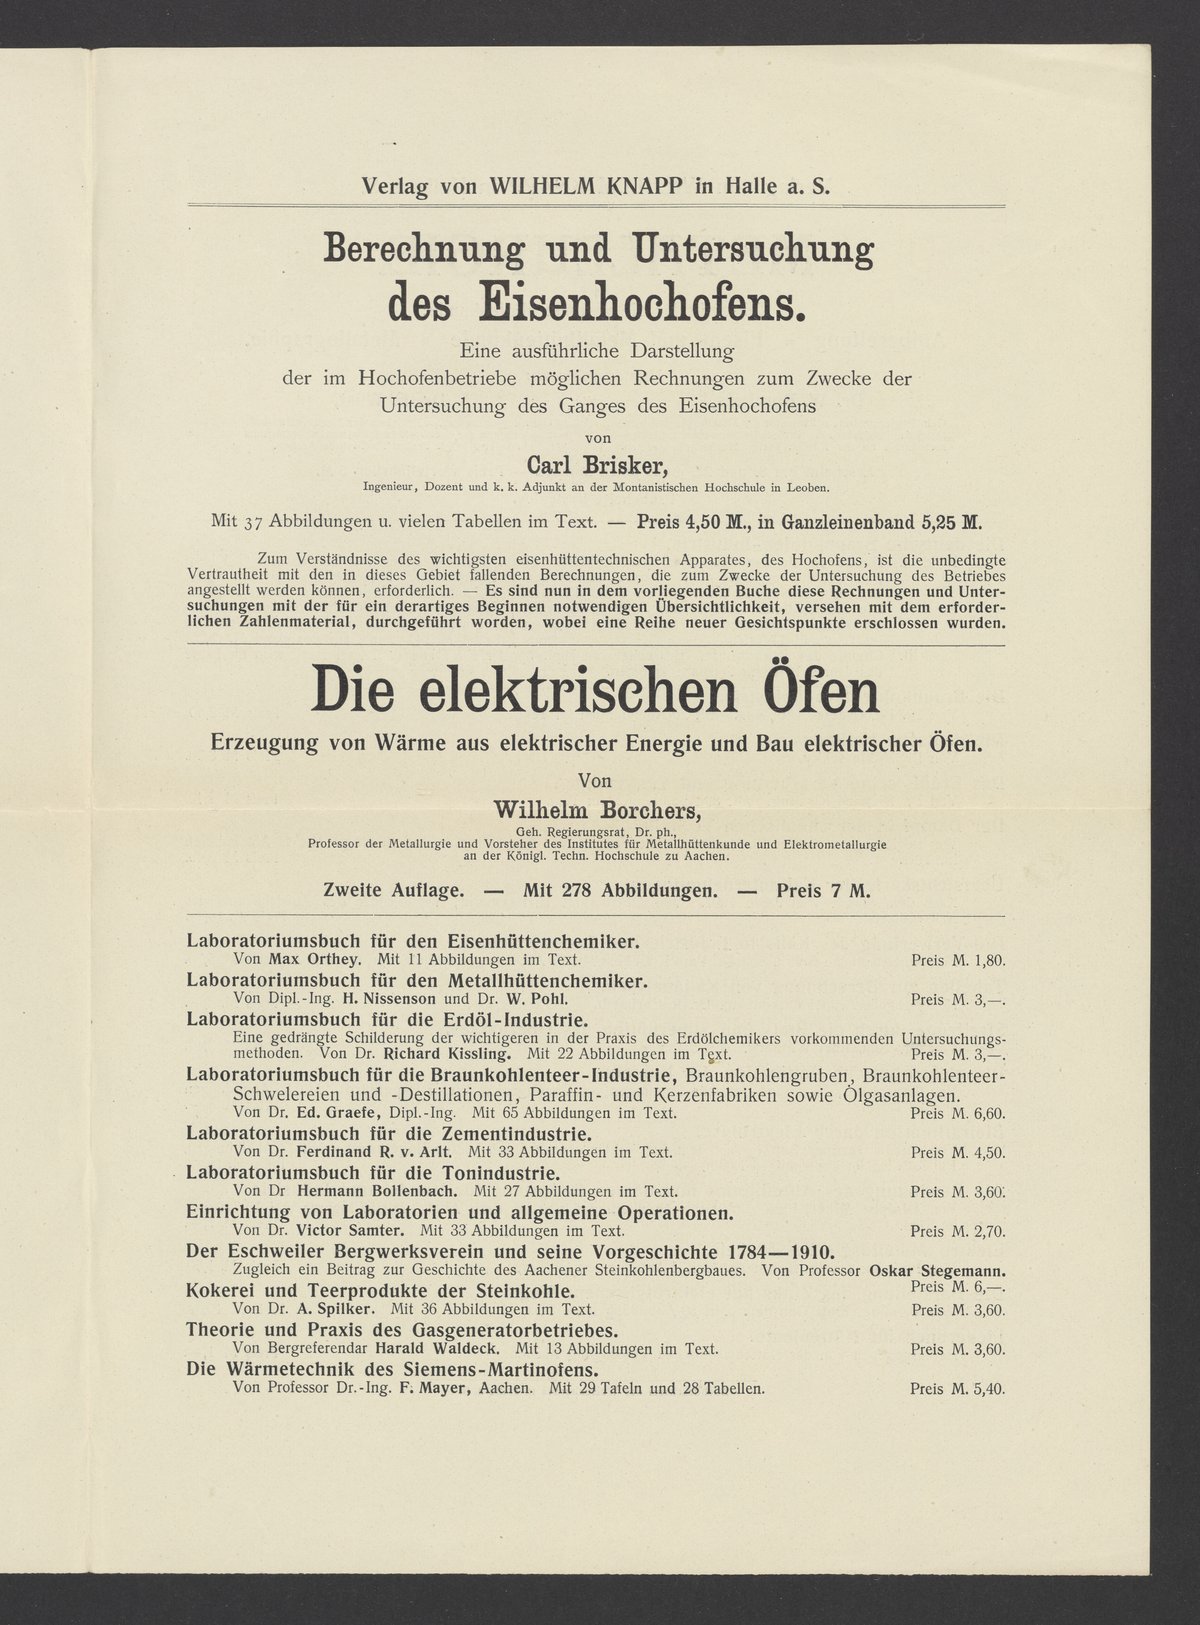 Verlag von WILHELM KNAPP in Halle a. S.
Berechnung und Untersuchung
des Eisenhochofens.
Eine ausführliche Darstellung
der im Hochofenbetriebe möglichen Rechnungen zum Zwecke der
Untersuchung des Ganges des Eisenhochofens
von
Carl Brisker,
Ingenieur, Dozent und k. k. Adjunkt an der Montanistischen Hochschule in Leoben.
Mit 37 Abbildungen u. vielen Tabellen im Text. — Preis 4,50 M., in Ganzleinenband 5,25 M.
Zum Verständnisse des wichtigsten eisenhüttentechnischen Apparates, des Hochofens, ist die unbedingte
Vertrautheit mit den in dieses Gebiet fallenden Berechnungen, die zum Zwecke der Untersuchung des Betriebes
angestellt werden können, erforderlich. — Es sind nun in dem vorliegenden Buche diese Rechnungen und Unter-
suchungen mit der für ein derartiges Beginnen notwendigen Übersichtlichkeit, versehen mit dem erforder-
lichen Zahlenmaterial, durchgeführt worden, wobei eine Reihe neuer Gesichtspunkte erschlossen wurden.
Die elektrischen Öfen
Erzeugung von Wärme aus elektrischer Energie und Bau elektrischer Öfen.
Von
Wilhelm Borchers,
Geh. Regierungsrat, Dr. ph.,
Professor der Metallurgie und Vorsteher des Institutes für Metallhüttenkunde und Elektrometallurgie
an der Königl. Techn. Hochschule zu Aachen.
Zweite Auflage. — Mit 278 Abbildungen. — Preis 7 M.
Laboratoriumsbuch für den Eisenhüttenchemiker.
Von Max Orthey. Mit 11 Abbildungen im Text. Preis M. 1,80.
Laboratoriumsbuch für den Metallhüttenchemiker.
Von Dipl.-Ing. H. Nissenson und Dr. W. Pohl. Preis M. 3,—.
Laboratoriumsbuch für die Erdöl-Industrie.
Eine gedrängte Schilderung der wichtigeren in der Praxis des Erdölchemikers vorkommenden Untersuchungs-
methoden. Von Dr. Richard Kissling. Mit 22 Abbildungen im Text. Preis M. 3,—.
Laboratoriumsbuch für die Braunkohlenteer-Industrie, Braunkohlengruben, Braunkohlenteer-
Schwelereien und -Destillationen, Paraffin- und Kerzenfabriken sowie Ölgasanlagen.
Von Dr. Ed. Graefe, Dipl.-Ing. Mit 65 Abbildungen im Text. Preis M. 6,60.
Laboratoriumsbuch für die Zementindustrie.
Von Dr. Ferdinand R. v. Arlt. Mit 33 Abbildungen im Text. Preis M. 4,50.
Laboratoriumsbuch für die Tonindustrie.
Von Dr Hermann Bollenbach. Mit 27 Abbildungen im Text. Preis M. 3,60.
Einrichtung von Laboratorien und allgemeine Operationen.
Von Dr. Victor Samter. Mit 33 Abbildungen im Text. Preis M. 2,70.
Der Eschweiler Bergwerksverein und seine Vorgeschichte 1784—1910.
Zugleich ein Beitrag zur Geschichte des Aachener Steinkohlenbergbaues. Von Professor Oskar Stegemann.
Preis M. 6,—.
Kokerei und Teerprodukte der Steinkohle.
Von Dr. A. Spilker. Mit 36 Abbildungen im Text. Preis M. 3,60.
Theorie und Praxis des Gasgeneratorbetriebes.
Von Bergreferendar Harald Waldeck. Mit 13 Abbildungen im Text. Preis M. 3,60.
Die Wärmetechnik des Siemens-Martinofens.
Von Professor Dr.-Ing. F. Mayer, Aachen. Mit 29 Tafeln und 28 Tabellen. Preis M. 5,40.